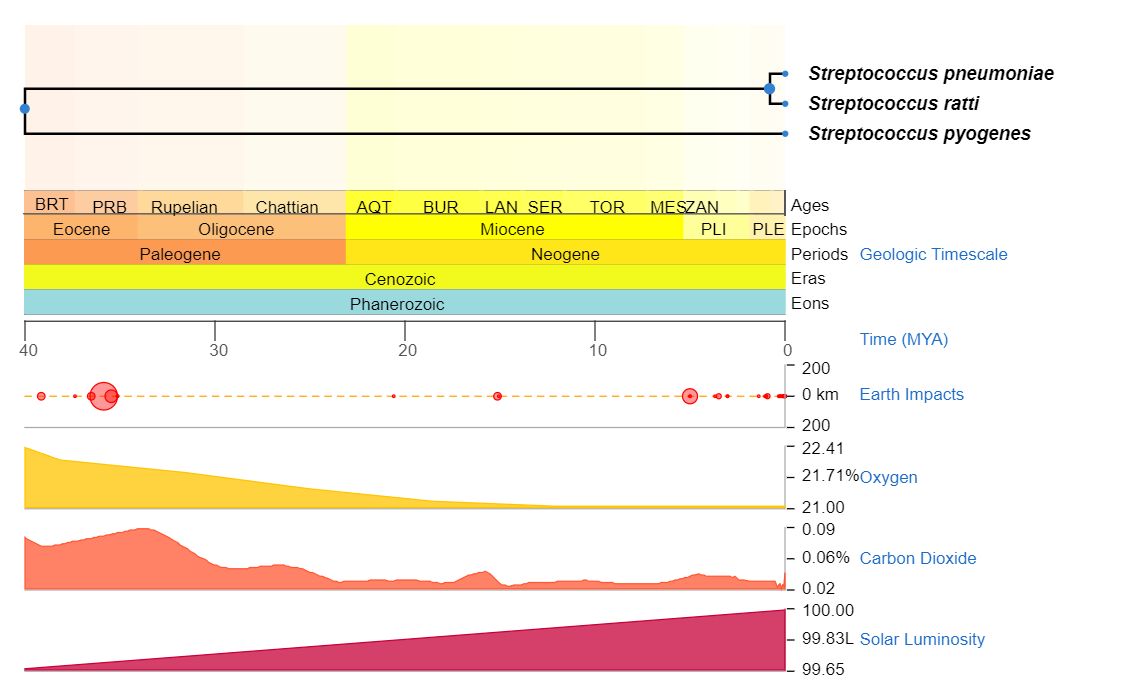 Streptococcus pneumoniae
Streptococcus ratti
Streptococcus pyogenes
BRT PRB Rupelian Chattian AQT BUR LAN SER TOR MES ZAN Ages
Eocene Oligocene Miocene PLI PLE Epochs
Paleogene Neogene Periods Geologic Timescale
Cenozoic Eras
Phanerozoic Eons
40 30 20 10 0 Time (MYA)
200
0 km Earth Impacts
200
22.41
21.71% Oxygen
21.00
0.09
0.06% Carbon Dioxide
0.02
100.00
99.83L Solar Luminosity
99.65